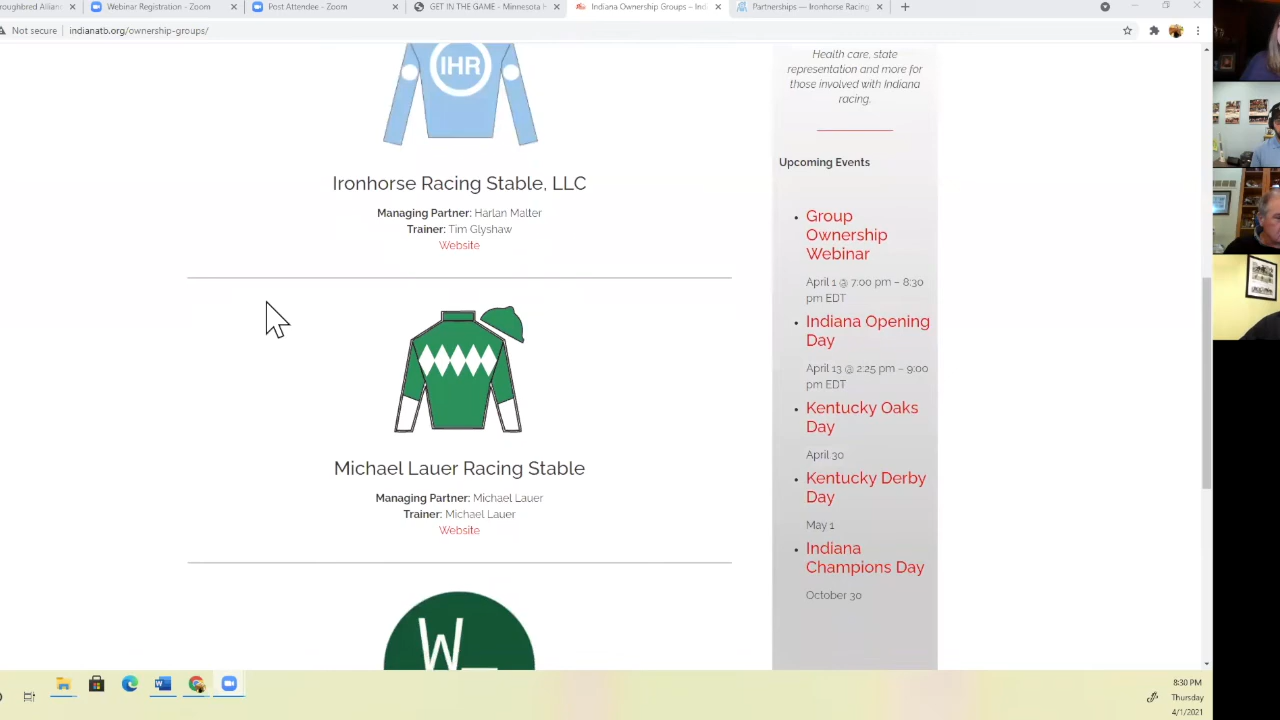 oroughbred Allian
Webinar Registration - Zoom
Post Attendee - Zoom
GET IN THE GAME - Minnesota H
Indiana Ownership Groups – Indi
Partnerships — Ironhorse Racing
Not secure | indianatb.org/ownership-groups/
IHR
Ironhorse Racing Stable, LLC
Managing Partner: Harlan Malter
Trainer: Tim Glyshaw
Website
Michael Lauer Racing Stable
Managing Partner: Michael Lauer
Trainer: Michael Lauer
Website
W
Health care, state
representation and more for
those involved with Indiana
racing.
Upcoming Events
Group
Ownership
Webinar
April 1 @ 7:00 pm – 8:30
pm EDT
Indiana Opening
Day
April 13 @ 2:25 pm – 9:00
pm EDT
Kentucky Oaks
Day
April 30
Kentucky Derby
Day
May 1
Indiana
Champions Day
October 30
8:30 PM
Thursday
4/1/2021